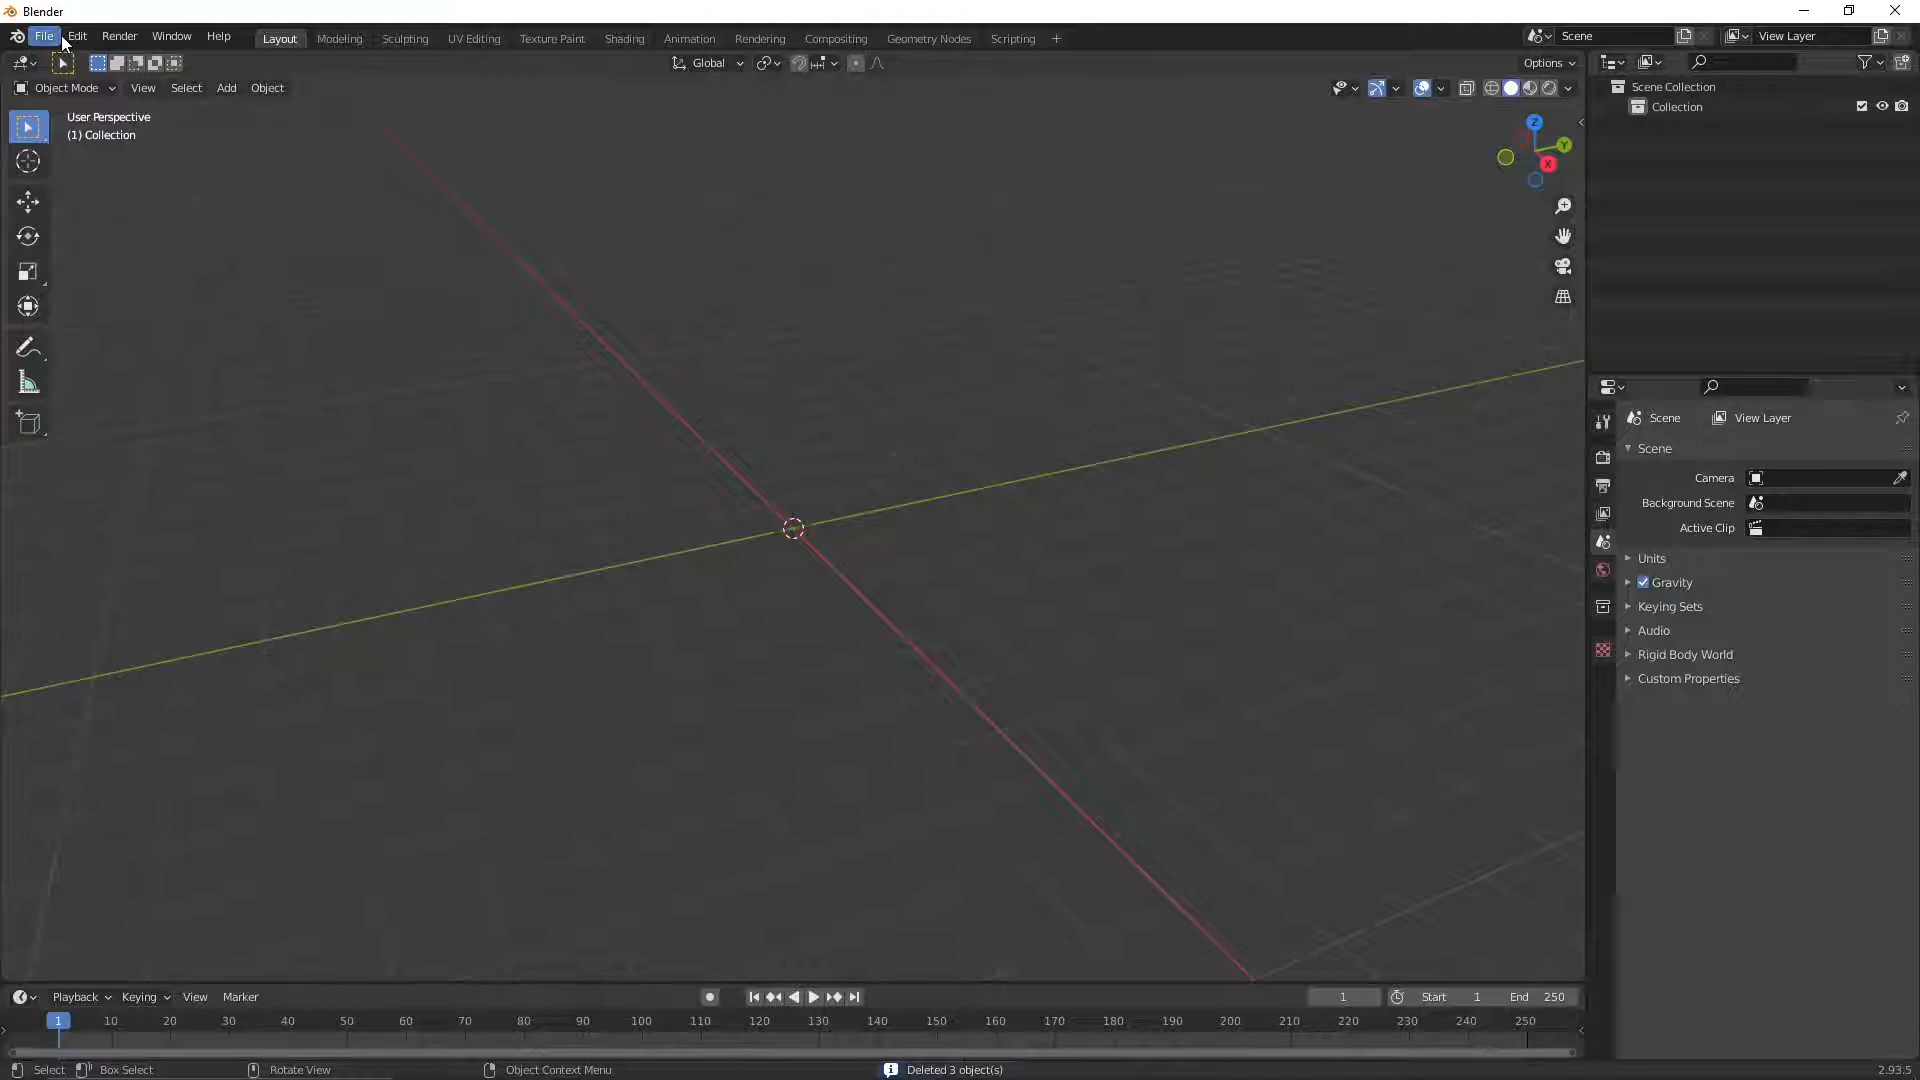 Blender
File Edit Render Window Help Layout Modeling Sculpting UV Editing Texture Paint Shading Animation Rendering Compositing Geometry Nodes Scripting + Scene View Layer
Global Options
Object Mode View Select Add Object
User Perspective
(1) Collection
Z
Y
X
Scene Collection
Collection
Scene View Layer
Scene
Camera
Background Scene
Active Clip
Units
Gravity
Keying Sets
Audio
Rigid Body World
Custom Properties
Playback Keying View Marker 1 Start 1 End 250
1 10 20 30 40 50 60 70 80 90 100 110 120 130 140 150 160 170 180 190 200 210 220 230 240 250
Select Box Select Rotate View Object Context Menu Deleted 3 object(s) 2.93.5